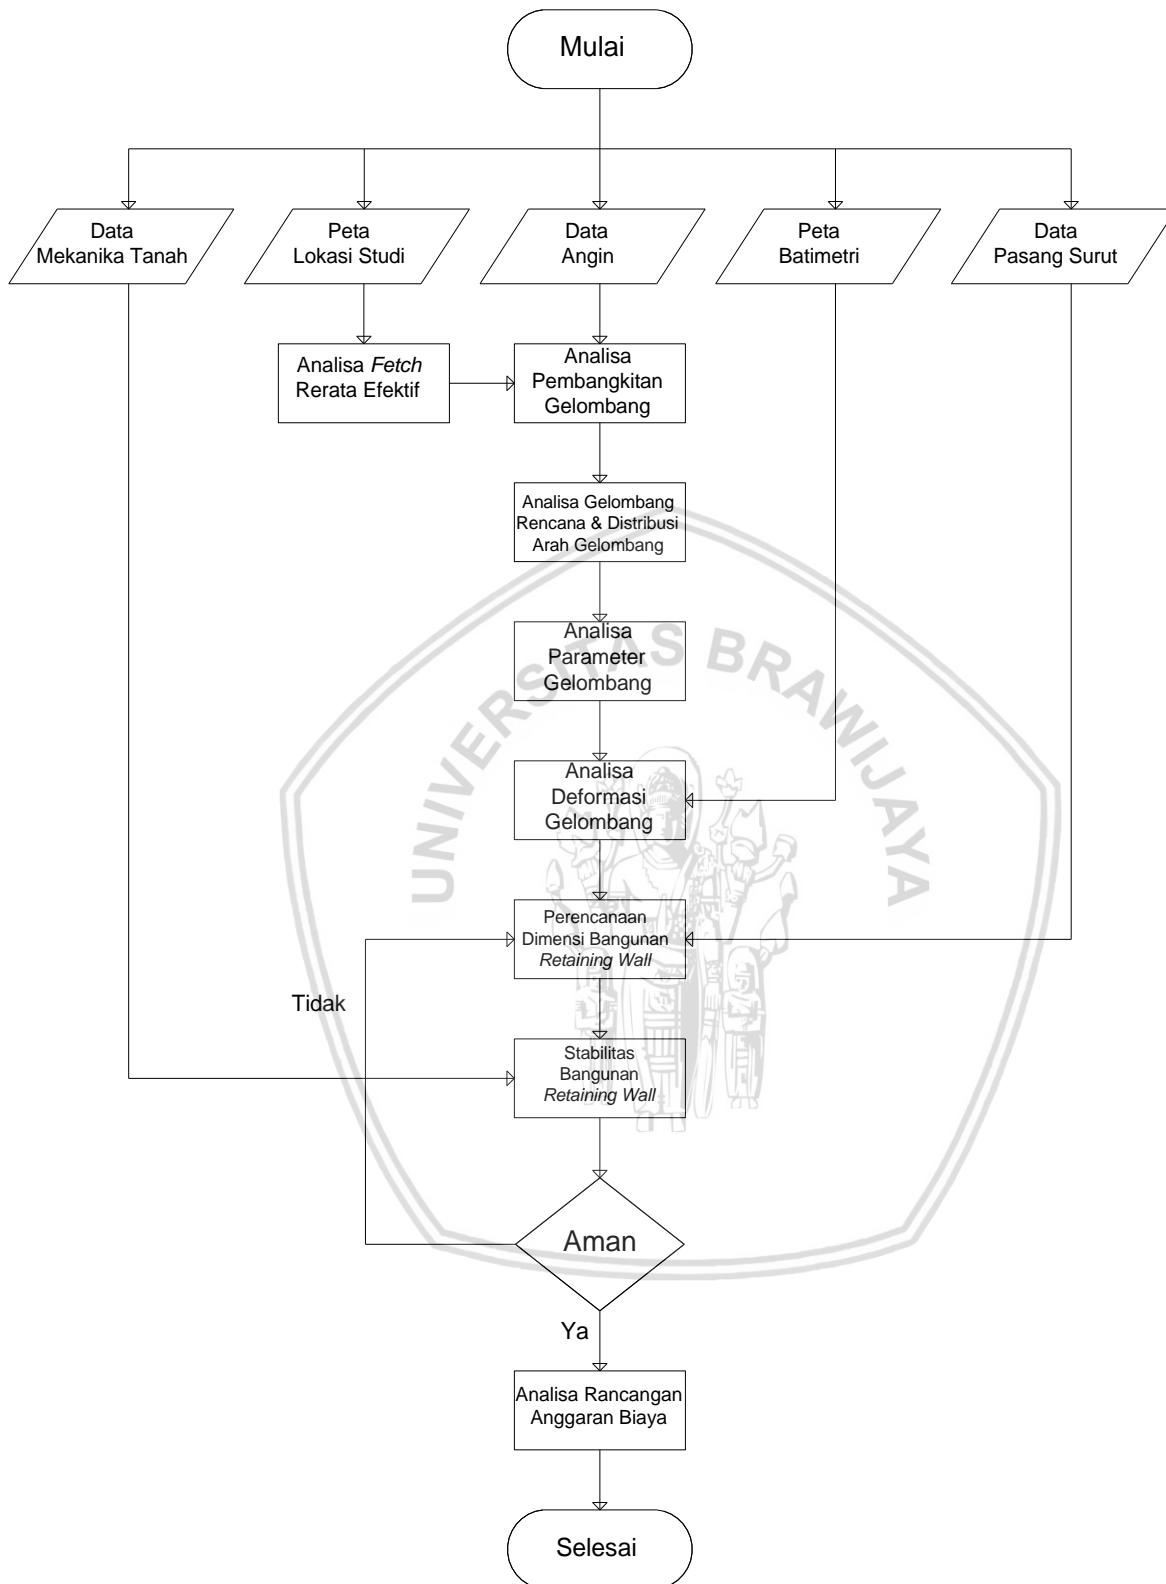 Mulai
Data
Mekanika Tanah
Peta
Lokasi Studi
Data
Angin
Peta
Batimetri
Data
Pasang Surut
Analisa Fetch
Rerata Efektif
Analisa
Pembangkitan
Gelombang
Analisa Gelombang
Rencana & Distribusi
Arah Gelombang
Analisa
Parameter
Gelombang
UNIVERSITAS BRAWIJAYA
Analisa
Deformasi
Gelombang
Perencanaan
Dimensi Bangunan
Retaining Wall
Tidak
Stabilitas
Bangunan
Retaining Wall
Aman
Ya
Analisa Rancangan
Anggaran Biaya
Selesai